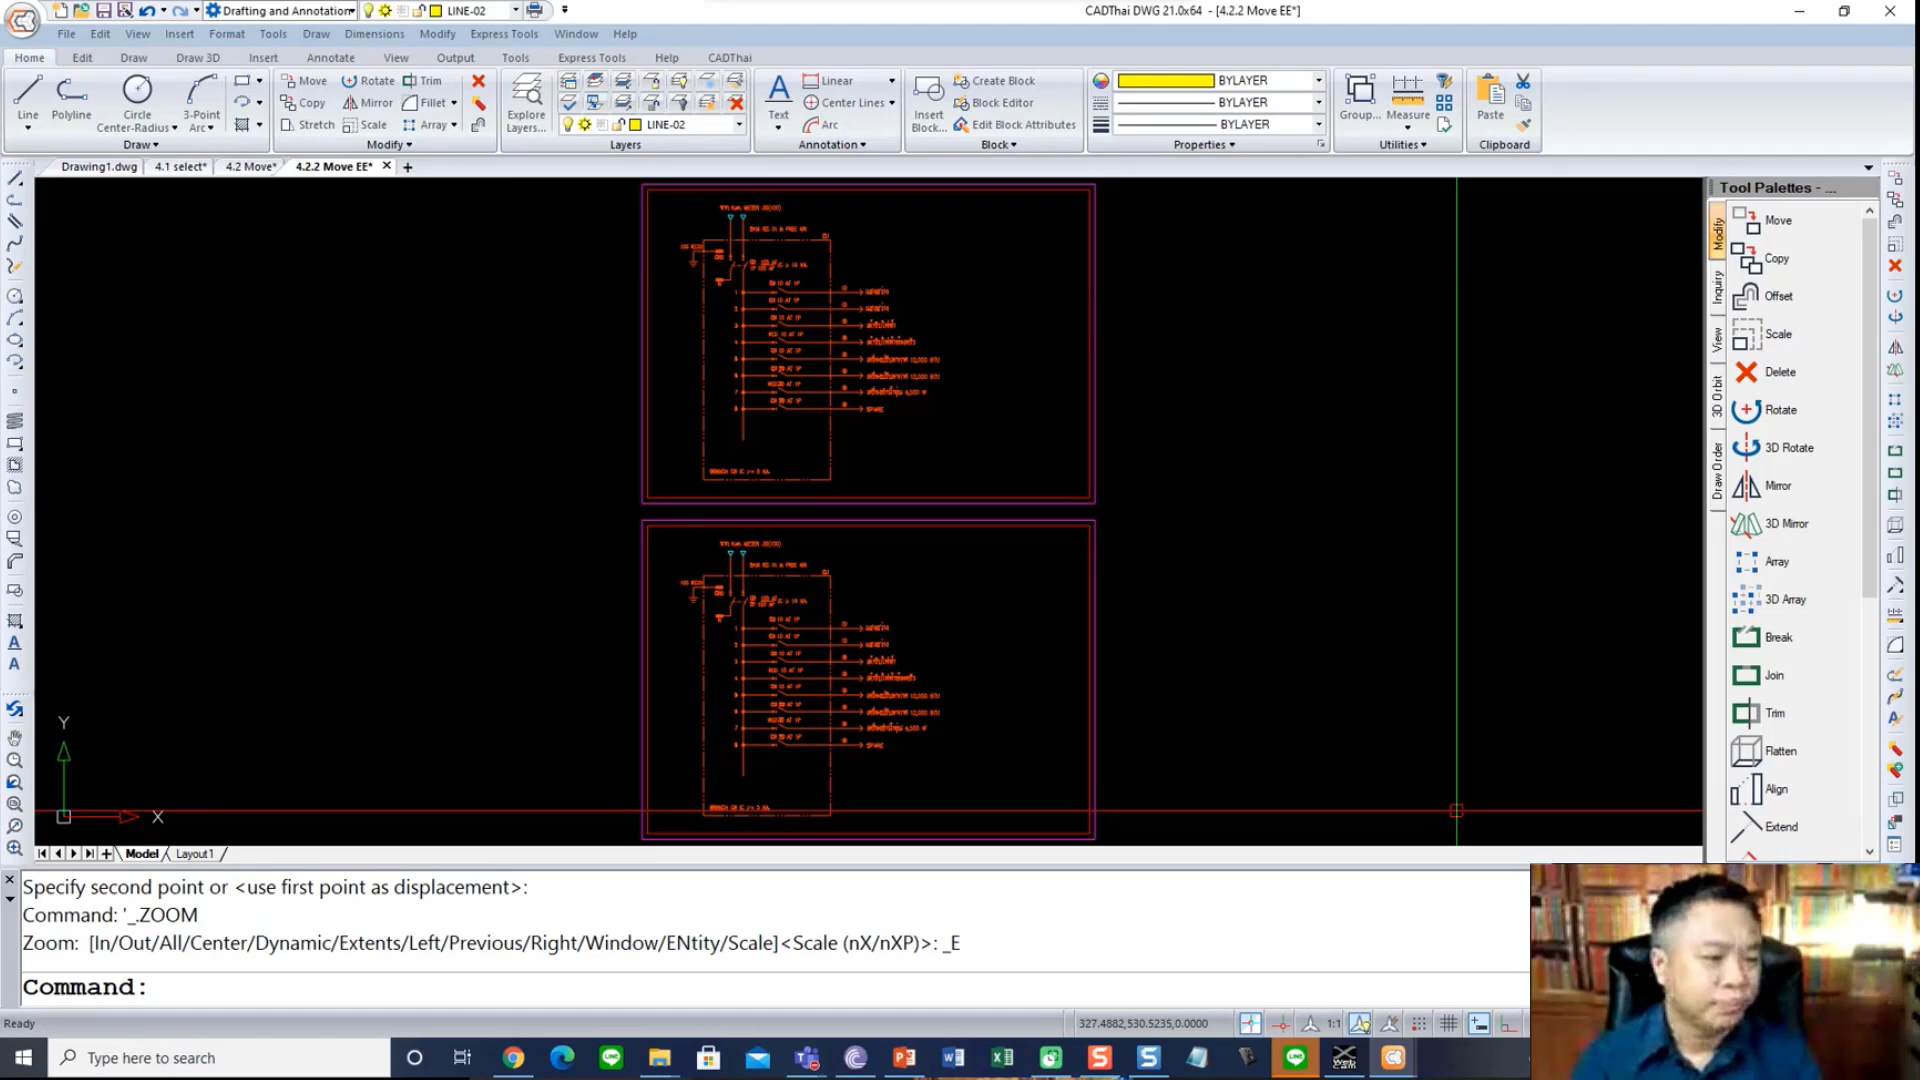 Drafting and Annotation
LINE-02
CADThai DWG 21.0x64 - [4.2.2 Move EE*]
File Edit View Insert Format Tools Draw Dimensions Modify Express Tools Window Help
Home Edit Draw Draw 3D Insert Annotate View Output Tools Express Tools Help CADThai
Line
Polyline
Circle
Center-Radius
3-Point
Arc
Draw
Move
Rotate
Trim
Copy
Mirror
Fillet
Stretch
Scale
Array
Modify
Explore
Layers...
LINE-02
Layers
Text
Linear
Center Lines
Arc
Annotation
Insert
Block...
Create Block
Block Editor
Edit Block Attributes
Block
BYLAYER
BYLAYER
BYLAYER
Properties
Group...
Measure
Utilities
Paste
Clipboard
Drawing1.dwg
4.1 select*
4.2 Move*
4.2.2 Move EE*
Tool Palettes - ...
Modify
Inquiry
View
3D Orbit
Draw Order
Move
Copy
Offset
Scale
Delete
Rotate
3D Rotate
Mirror
3D Mirror
Array
3D Array
Break
Join
Trim
Flatten
Align
Extend
SPARE
SPARE
Y
X
Model
Layout1
Specify second point or <use first point as displacement>:
Command: '_.ZOOM
Zoom: [In/Out/All/Center/Dynamic/Extents/Left/Previous/Right/Window/ENtity/Scale]<Scale (nX/nXP)>: _E
Command:
Ready
327.4882,530.5235,0.0000
1:1
Type here to search